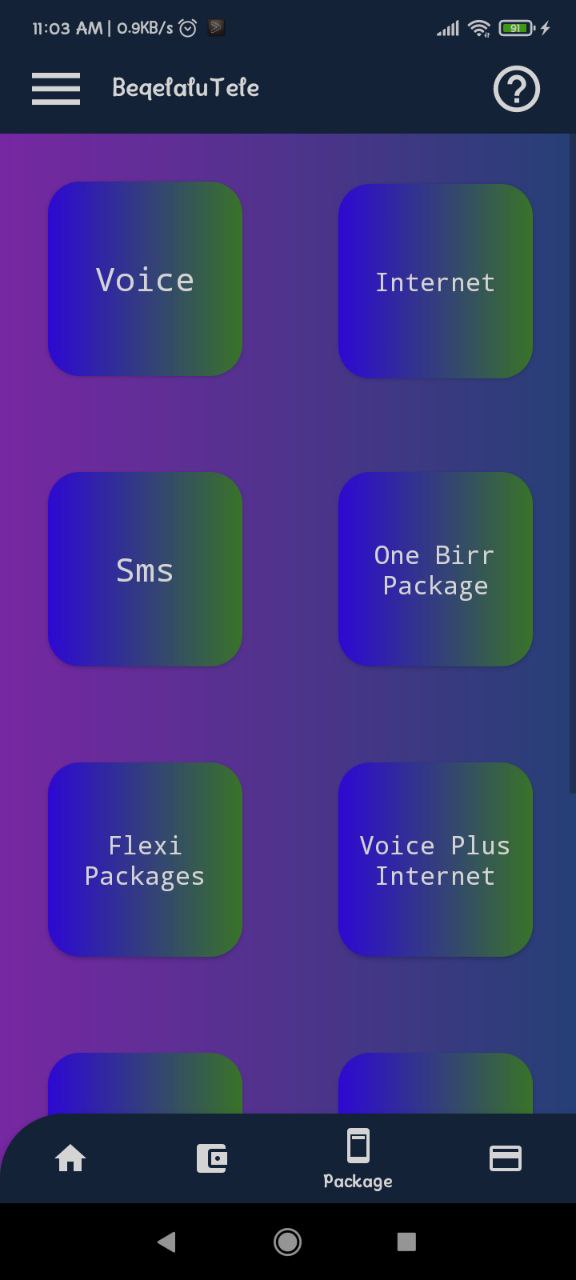 11:03 AM | 0.9KB/s
91
BeqelaluTele
Voice
Internet
Sms
One Birr
Package
Flexi
Packages
Voice Plus
Internet
Package